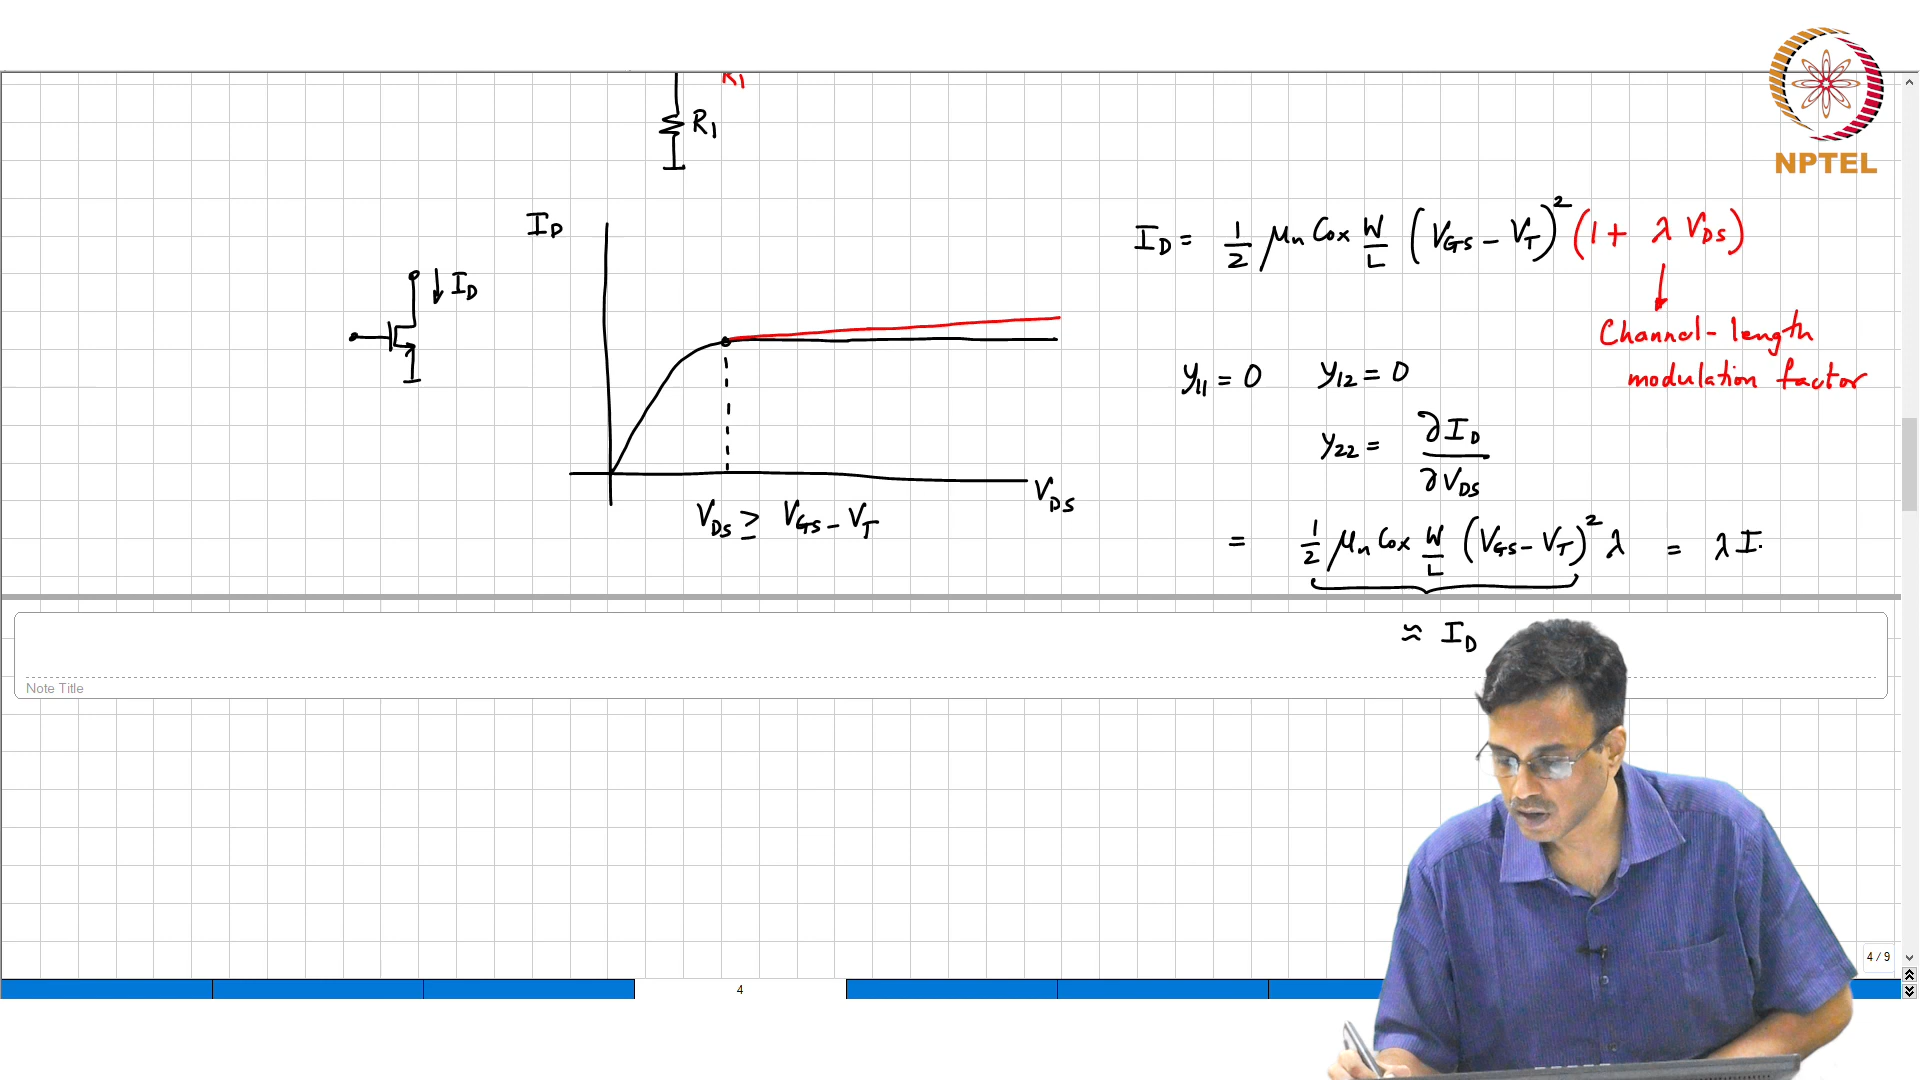 R1
R1
NPTEL
ID
ID
VDS
VDS ≥ VGS - VT
ID = 1/2 μn Cox W/L (VGS - VT)² (1 + λ VDS)
Channel-length
modulation factor
y11 = 0 y12 = 0
y22 = ∂ID/∂VDS
= 1/2 μn Cox W/L (VGS - VT)² λ = λ I
≈ ID
Note Title
4 / 9
4